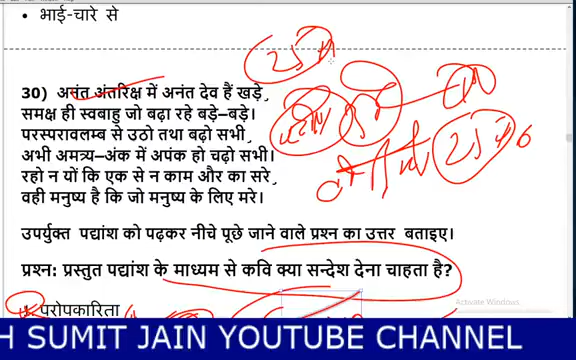 • भाई-चारे से
25 म
30) अनंत अंतरिक्ष में अनंत देव हैं खड़े,
समक्ष ही स्वबाहु जो बढ़ा रहे बड़े–बड़े।
परस्परावलम्ब से उठो तथा बढ़ो सभी,
अभी अमर्त्य–अंक में अपंक हो चढ़ो सभी।
रहो न यों कि एक से न काम और का सरे,
वही मनुष्य है कि जो मनुष्य के लिए मरे।
उपर्युक्त पद्यांश को पढ़कर नीचे पूछे जाने वाले प्रश्न का उत्तर बताइए।
प्रश्न: प्रस्तुत पद्यांश के माध्यम से कवि क्या सन्देश देना चाहता है?
परोपकारिता
Activate Windows
H SUMIT JAIN YOUTUBE CHANNEL